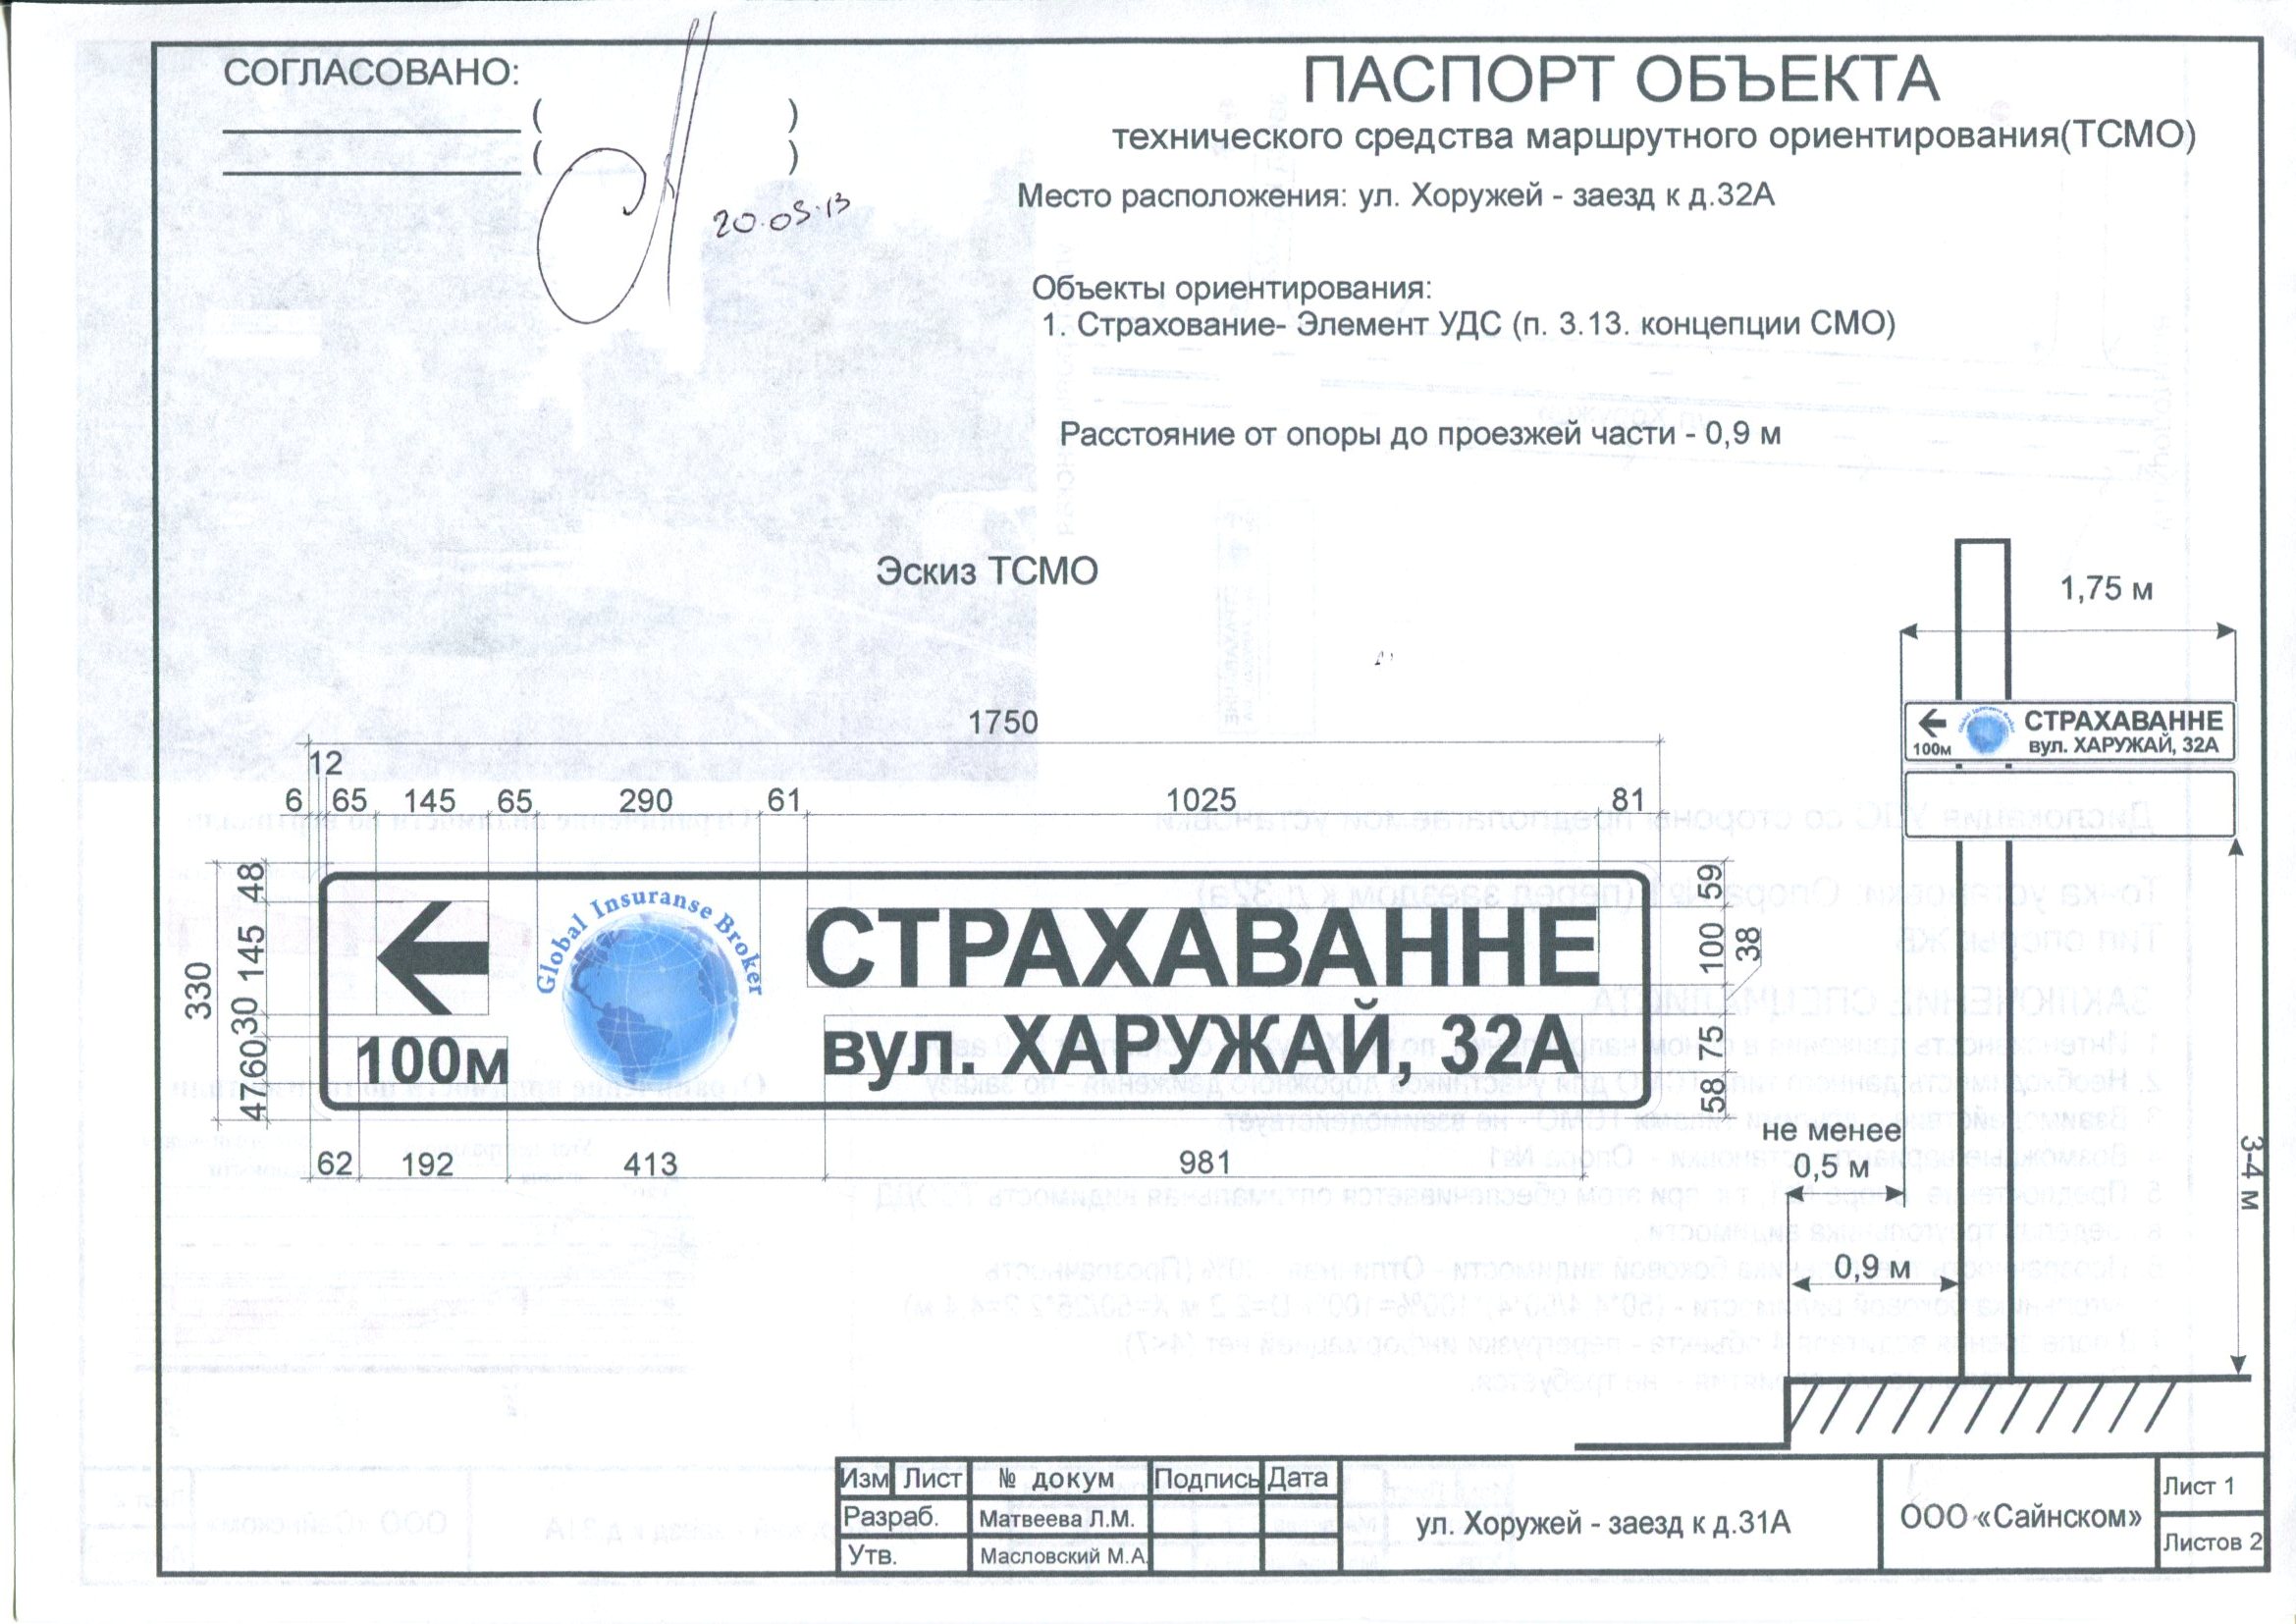 СОГЛАСОВАНО:
( )
( )
20.03.13
ПАСПОРТ ОБЪЕКТА
технического средства маршрутного ориентирования(ТСМО)
Место расположения: ул. Хоружей - заезд к д.32А
Объекты ориентирования:
1. Страхование- Элемент УДС (п. 3.13. концепции СМО)
Расстояние от опоры до проезжей части - 0,9 м
Эскиз ТСМО
1750
12
6 65 145 65 290 61 1025 81
330
48
145
30
60
47
Global Insuranse Broker
100м
СТРАХАВАННЕ
вул. ХАРУЖАЙ, 32А
59
100
38
75
58
62 192 413 981
1,75 м
100м
Global Insuranse Broker
СТРАХАВАННЕ
вул. ХАРУЖАЙ, 32А
не менее
0,5 м
0,9 м
3-4 м
Изм Лист № докум Подпись Дата
Разраб. Матвеева Л.М.
Утв. Масловский М.А.
ул. Хоружей - заезд к д.31А
ООО «Сайнском»
Лист 1
Листов 2